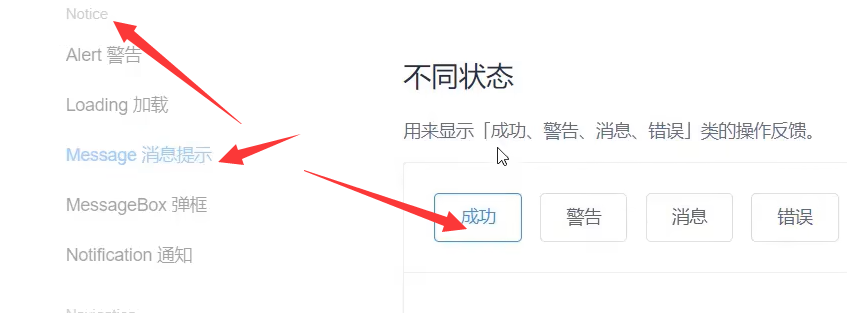 Notice
Alert 警告
Loading 加载
Message 消息提示
MessageBox 弹框
Notification 通知
Navigation
不同状态
用来显示「成功、警告、消息、错误」类的操作反馈。
成功 警告 消息 错误